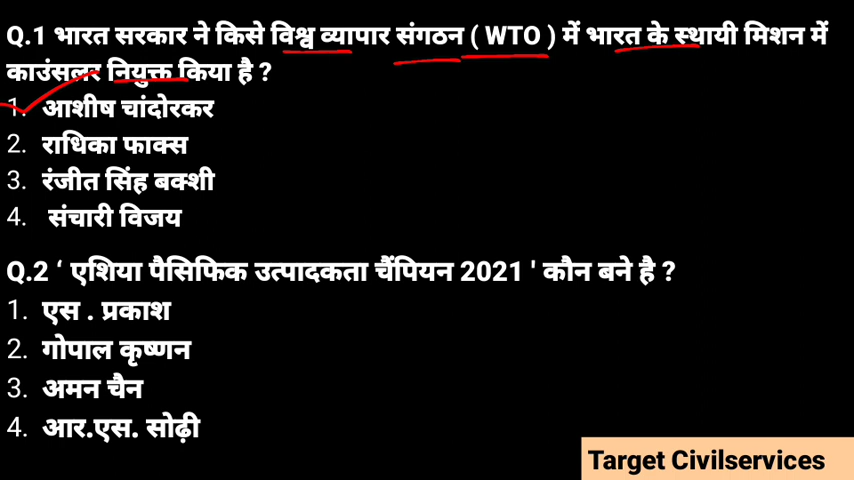 Q.1 भारत सरकार ने किसे विश्व व्यापार संगठन ( WTO ) में भारत के स्थायी मिशन में
काउंसलर नियुक्त किया है ?
1. आशीष चांदोरकर
2. राधिका फाक्स
3. रंजीत सिंह बक्शी
4. संचारी विजय
Q.2 ‘ एशिया पैसिफिक उत्पादकता चैंपियन 2021 ' कौन बने है ?
1. एस . प्रकाश
2. गोपाल कृष्णन
3. अमन चैन
4. आर.एस. सोढ़ी
Target Civilservices